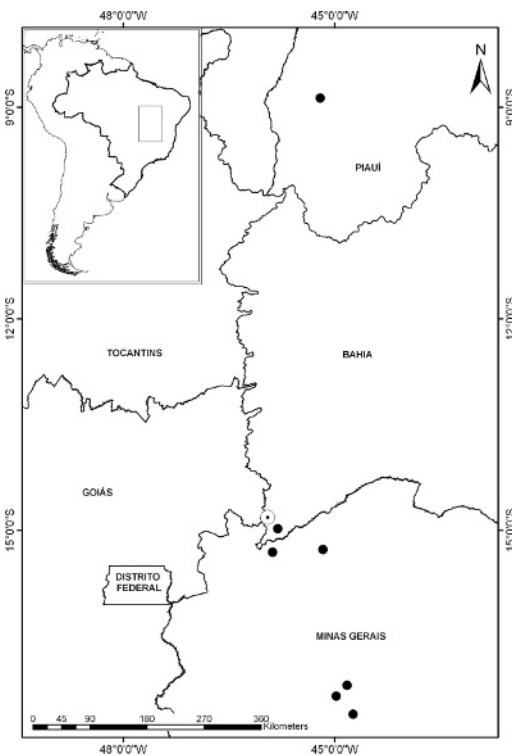 48°0'0"W 45°0'0"W
N
9°0'0"S 9°0'0"S
PIAUÍ
12°0'0"S 12°0'0"S
TOCANTINS BAHIA
GOIÁS
15°0'0"S 15°0'0"S
DISTRITO
FEDERAL
MINAS GERAIS
0 45 90 180 270 360
Kilometers
48°0'0"W 45°0'0"W